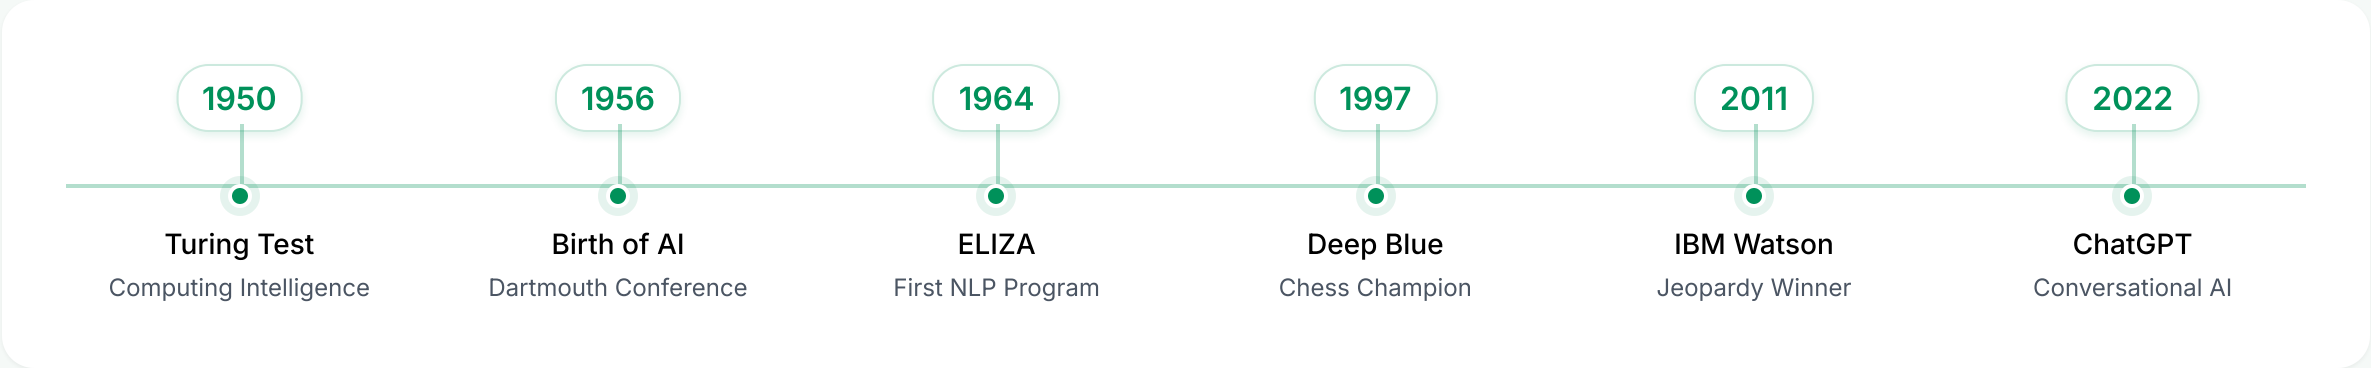 1950
1956
1964
1997
2011
2022
Turing Test
Birth of AI
ELIZA
Deep Blue
IBM Watson
ChatGPT
Computing Intelligence
Dartmouth Conference
First NLP Program
Chess Champion
Jeopardy Winner
Conversational AI